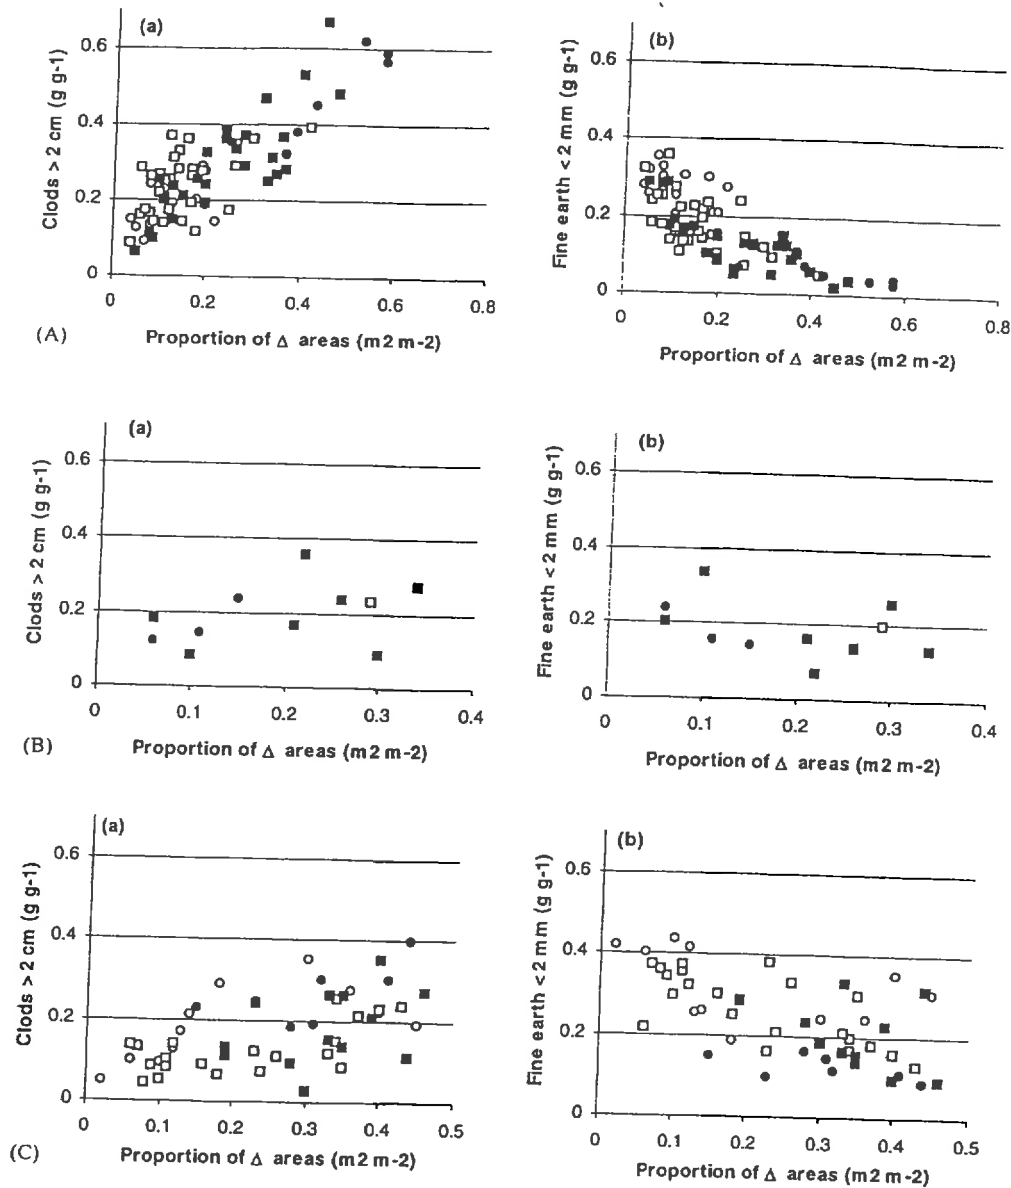 (a)
Clods > 2 cm (g g-1)
0.6
0.4
0.2
0
0 0.2 0.4 0.6 0.8
Proportion of Δ areas (m2 m-2)
(b)
Fine earth < 2 mm (g g-1)
0.6
0.4
0.2
0
0 0.2 0.4 0.6 0.8
Proportion of Δ areas (m2 m-2)
(A)
(a)
Clods > 2 cm (g g-1)
0.6
0.4
0.2
0
0 0.1 0.2 0.3 0.4
Proportion of Δ areas (m2 m-2)
(b)
Fine earth < 2 mm (g g-1)
0.6
0.4
0.2
0
0 0.1 0.2 0.3 0.4
Proportion of Δ areas (m2 m-2)
(B)
(a)
Clods > 2 cm (g g-1)
0.6
0.4
0.2
0
0 0.1 0.2 0.3 0.4 0.5
Proportion of Δ areas (m2 m-2)
(b)
Fine earth < 2 mm (g g-1)
0.6
0.4
0.2
0
0 0.1 0.2 0.3 0.4 0.5
Proportion of Δ areas (m2 m-2)
(C)